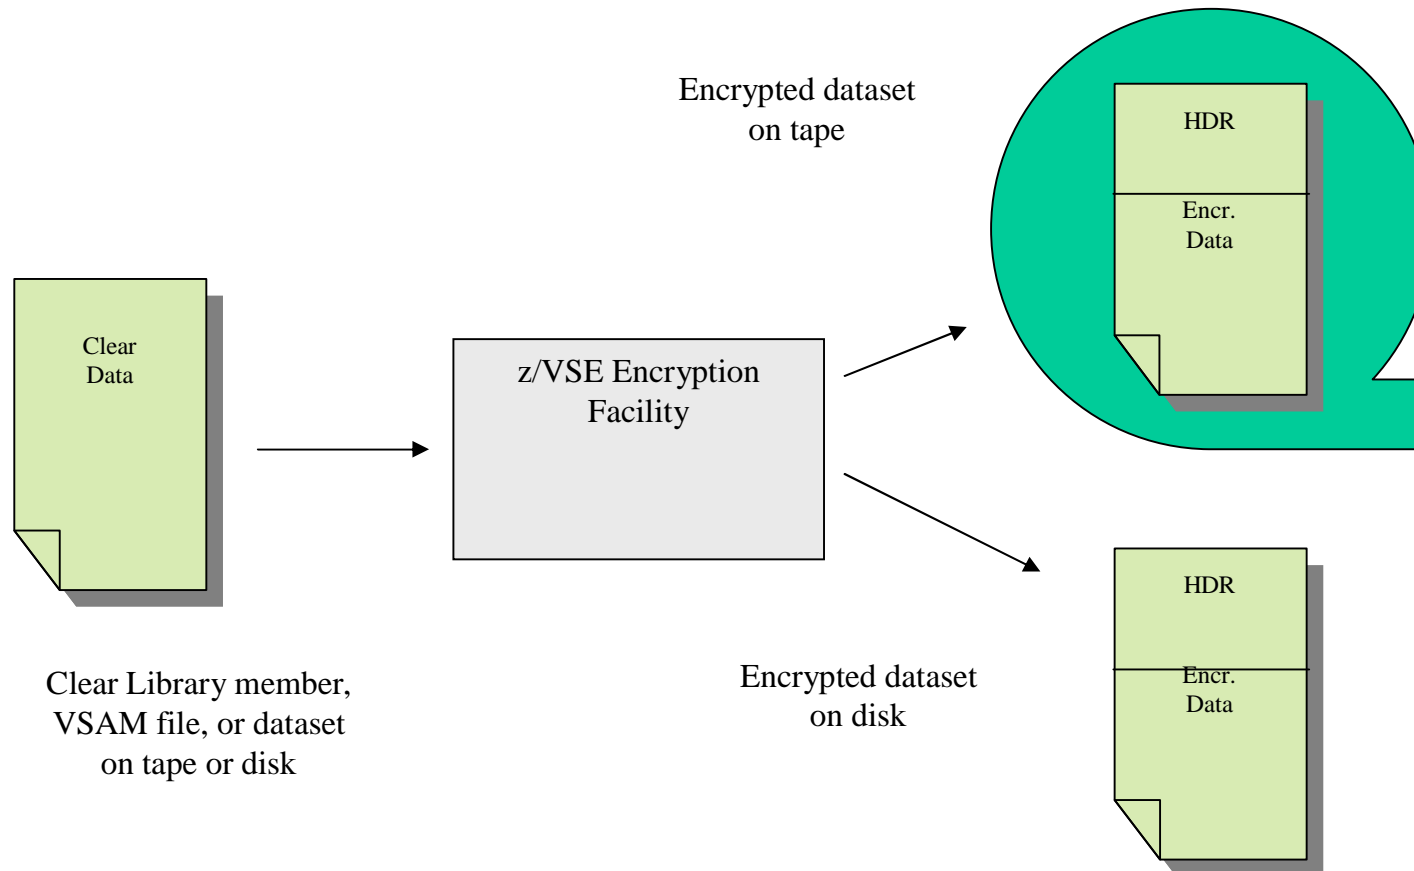 Encrypted dataset
on tape
HDR
Encr.
Data
Clear
Data
z/VSE Encryption
Facility
HDR
Encr.
Data
Clear Library member,
VSAM file, or dataset
on tape or disk
Encrypted dataset
on disk